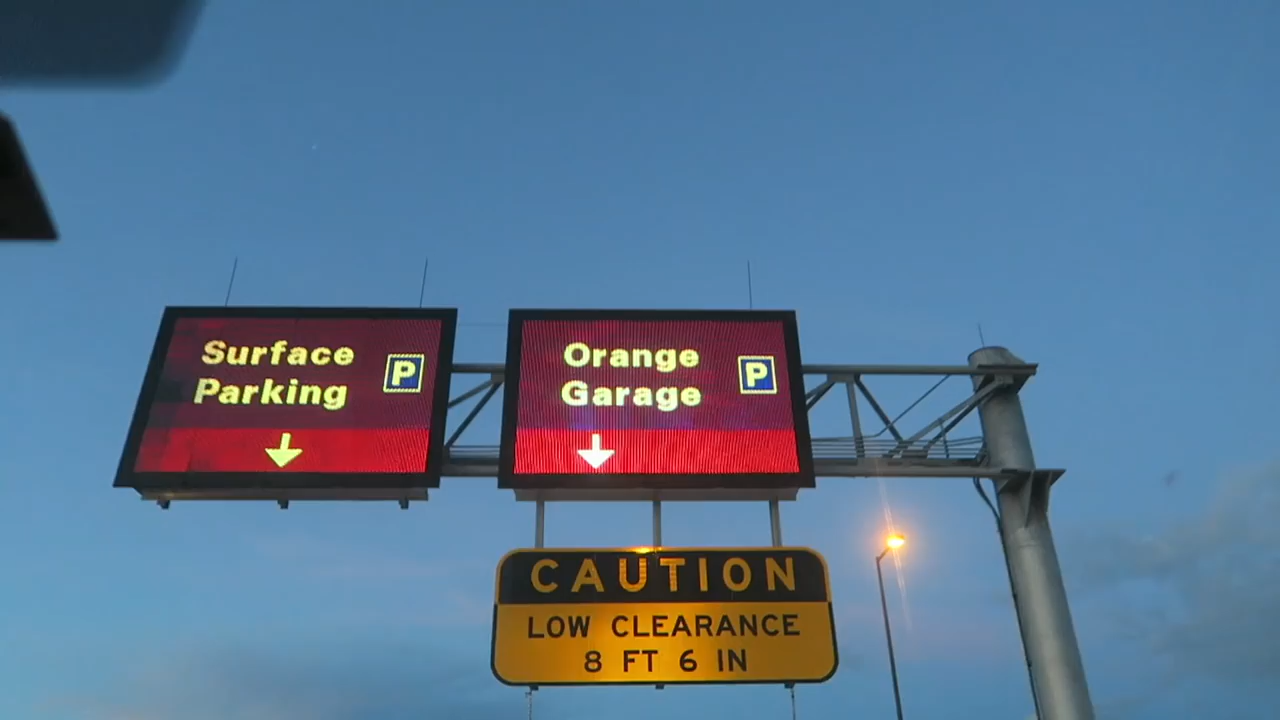 Surface
Parking
P
Orange
Garage
P
CAUTION
LOW CLEARANCE
8 FT 6 IN